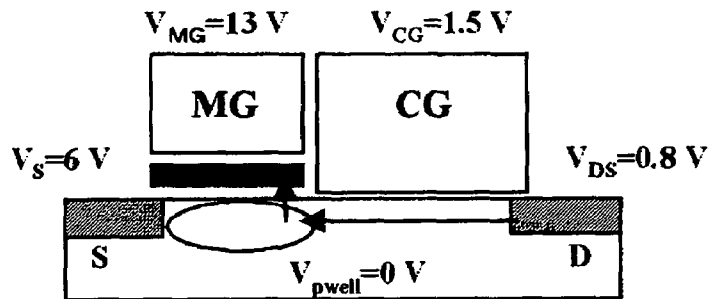 V_MG=13 V V_CG=1.5 V
MG CG
V_S=6 V V_DS=0.8 V
S D
V_pwell=0 V